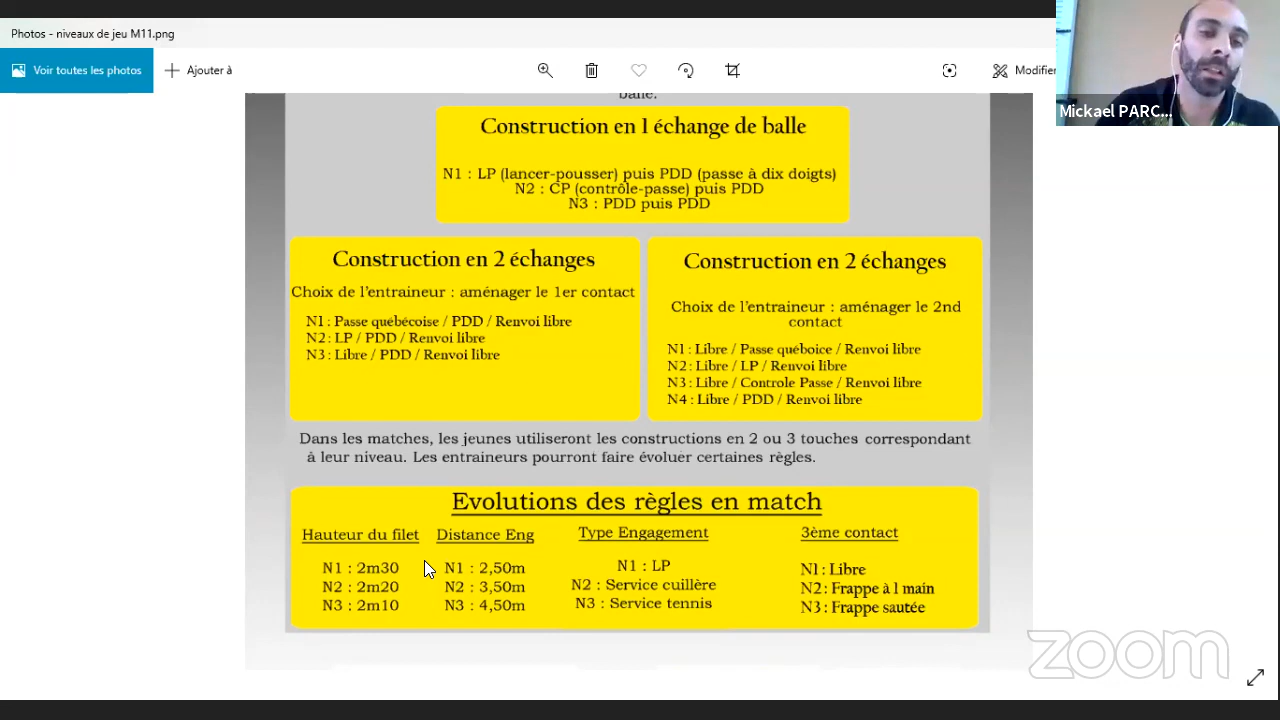 Photos - niveaux de jeu M11.png
Voir toutes les photos
Ajouter à
Modifier
Mickael PARC...
balle.
Construction en 1 échange de balle
N1 : LP (lancer-pousser) puis PDD (passe à dix doigts)
N2 : CP (contrôle-passe) puis PDD
N3 : PDD puis PDD
Construction en 2 échanges
Choix de l'entraineur : aménager le 1er contact
N1 : Passe québécoise / PDD / Renvoi libre
N2 : LP / PDD / Renvoi libre
N3 : Libre / PDD / Renvoi libre
Construction en 2 échanges
Choix de l'entraineur : aménager le 2nd
contact
N1 : Libre / Passe québoice / Renvoi libre
N2 : Libre / LP / Renvoi libre
N3 : Libre / Controle Passe / Renvoi libre
N4 : Libre / PDD / Renvoi libre
Dans les matches, les jeunes utiliseront les constructions en 2 ou 3 touches correspondant
à leur niveau. Les entraineurs pourront faire évoluer certaines règles.
Evolutions des règles en match
Hauteur du filet
N1 : 2m30
N2 : 2m20
N3 : 2m10
Distance Eng
N1 : 2,50m
N2 : 3,50m
N3 : 4,50m
Type Engagement
N1 : LP
N2 : Service cuillère
N3 : Service tennis
3ème contact
N1 : Libre
N2 : Frappe à 1 main
N3 : Frappe sautée
zoom